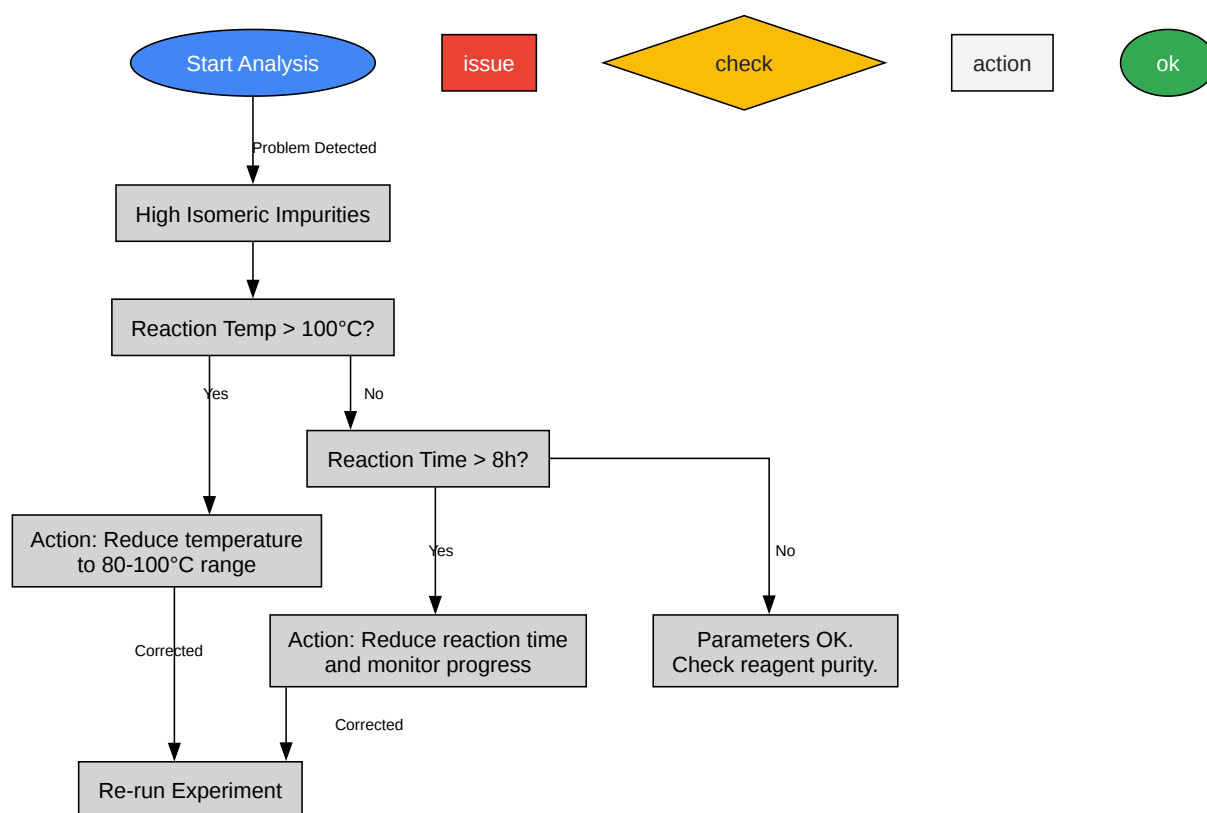 Start Analysis
issue
check
action
ok
Problem Detected
High Isomeric Impurities
Reaction Temp > 100°C?
Yes
No
Reaction Time > 8h?
Action: Reduce temperature
to 80-100°C range
Yes
No
Corrected
Action: Reduce reaction time
and monitor progress
Parameters OK.
Check reagent purity.
Corrected
Re-run Experiment